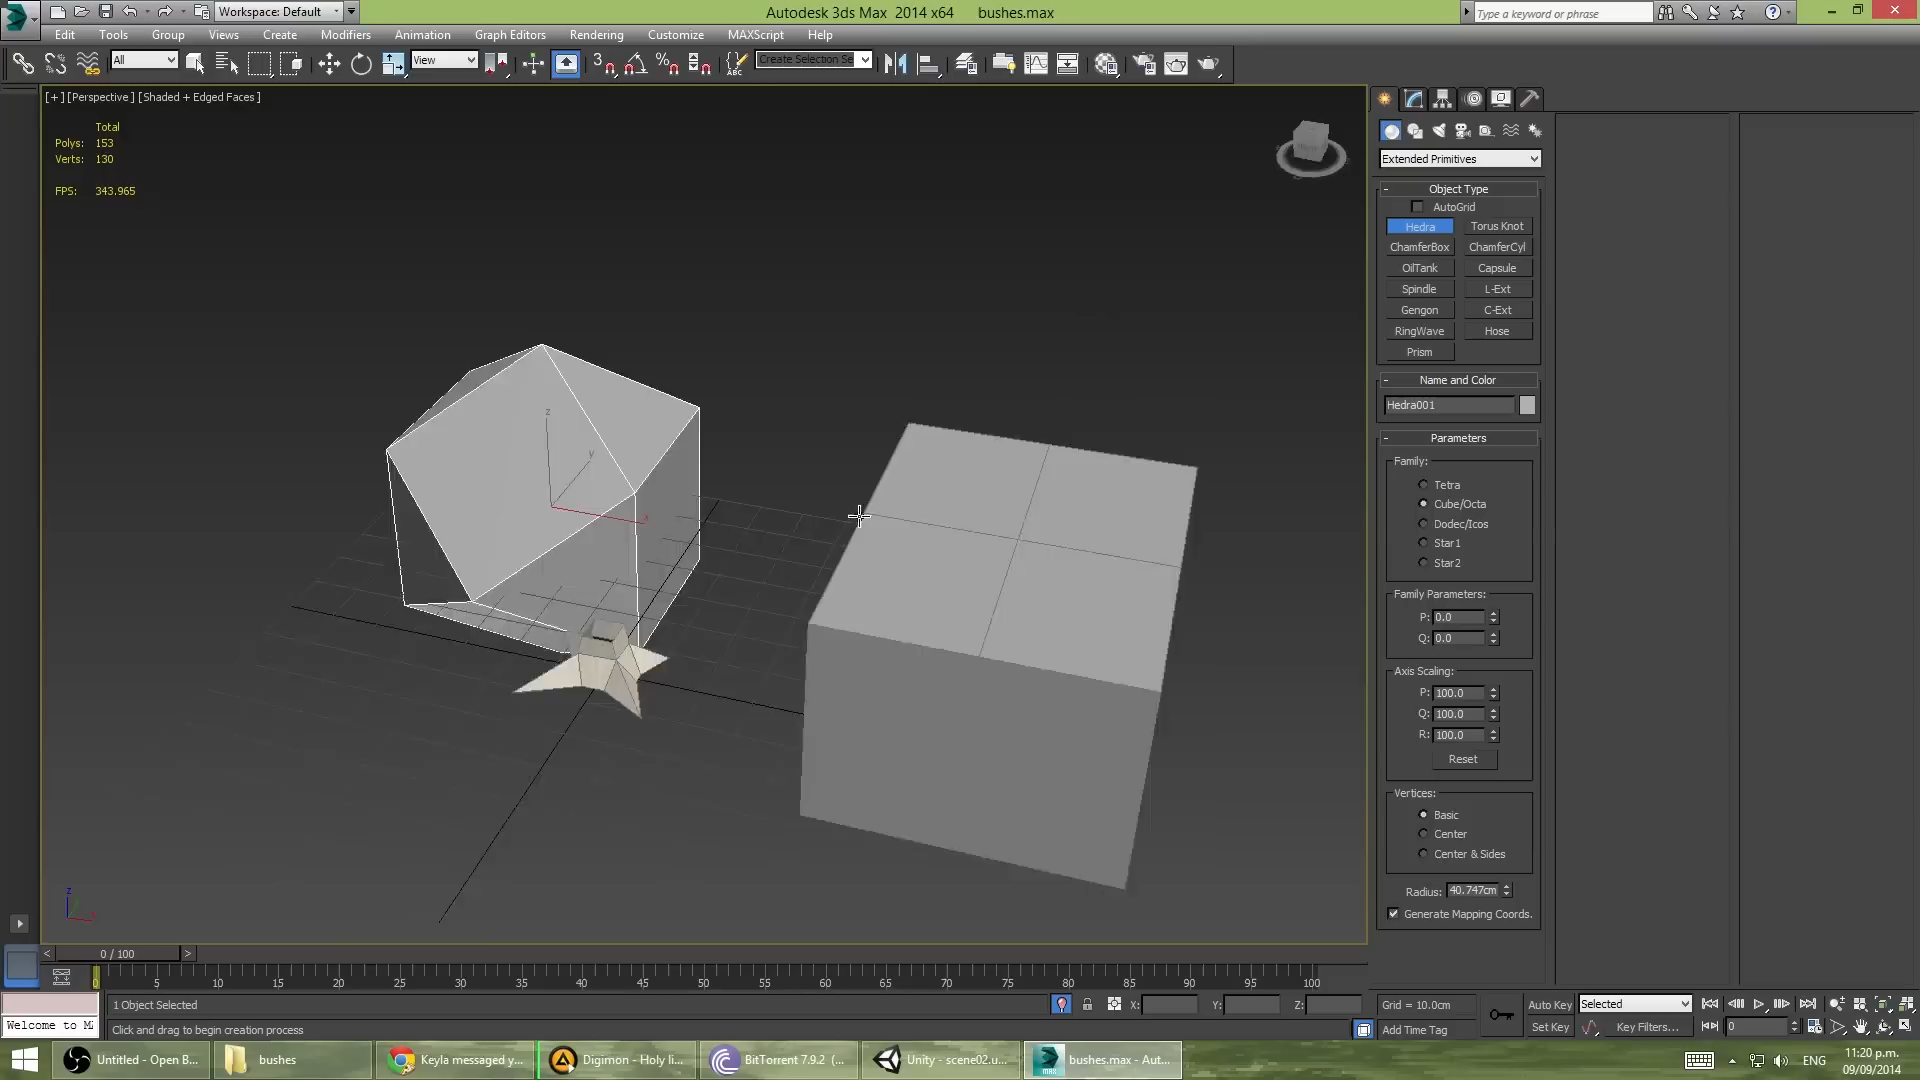 Workspace: Default
Autodesk 3ds Max 2014 x64 bushes.max
Type a keyword or phrase
Edit Tools Group Views Create Modifiers Animation Graph Editors Rendering Customize MAXScript Help
All
View
Create Selection Se
[+] [Perspective] [Shaded + Edged Faces]
Total
Polys: 153
Verts: 130
FPS: 343.965
z
y
x
Extended Primitives
Object Type
AutoGrid
Hedra Torus Knot
ChamferBox ChamferCyl
OilTank Capsule
Spindle L-Ext
Gengon C-Ext
RingWave Hose
Prism
Name and Color
Hedra001
Parameters
Family:
Tetra
Cube/Octa
Dodec/Icos
Star1
Star2
Family Parameters:
P: 0.0
Q: 0.0
Axis Scaling:
P: 100.0
Q: 100.0
R: 100.0
Reset
Vertices:
Basic
Center
Center & Sides
Radius: 40.747cm
Generate Mapping Coords.
z
< 0 / 100 >
0 5 10 15 20 25 30 35 40 45 50 55 60 65 70 75 80 85 90 95 100
1 Object Selected
X: Y: Z: Grid = 10.0cm
Auto Key Selected
Welcome to M
Click and drag to begin creation process
Add Time Tag
Set Key Key Filters... 0
Untitled - Open B...
bushes
Keyla messaged y...
Digimon - Holy li...
BitTorrent 7.9.2 (...
Unity - scene02.u...
bushes.max - Aut...
ENG
11:20 p.m.
09/09/2014